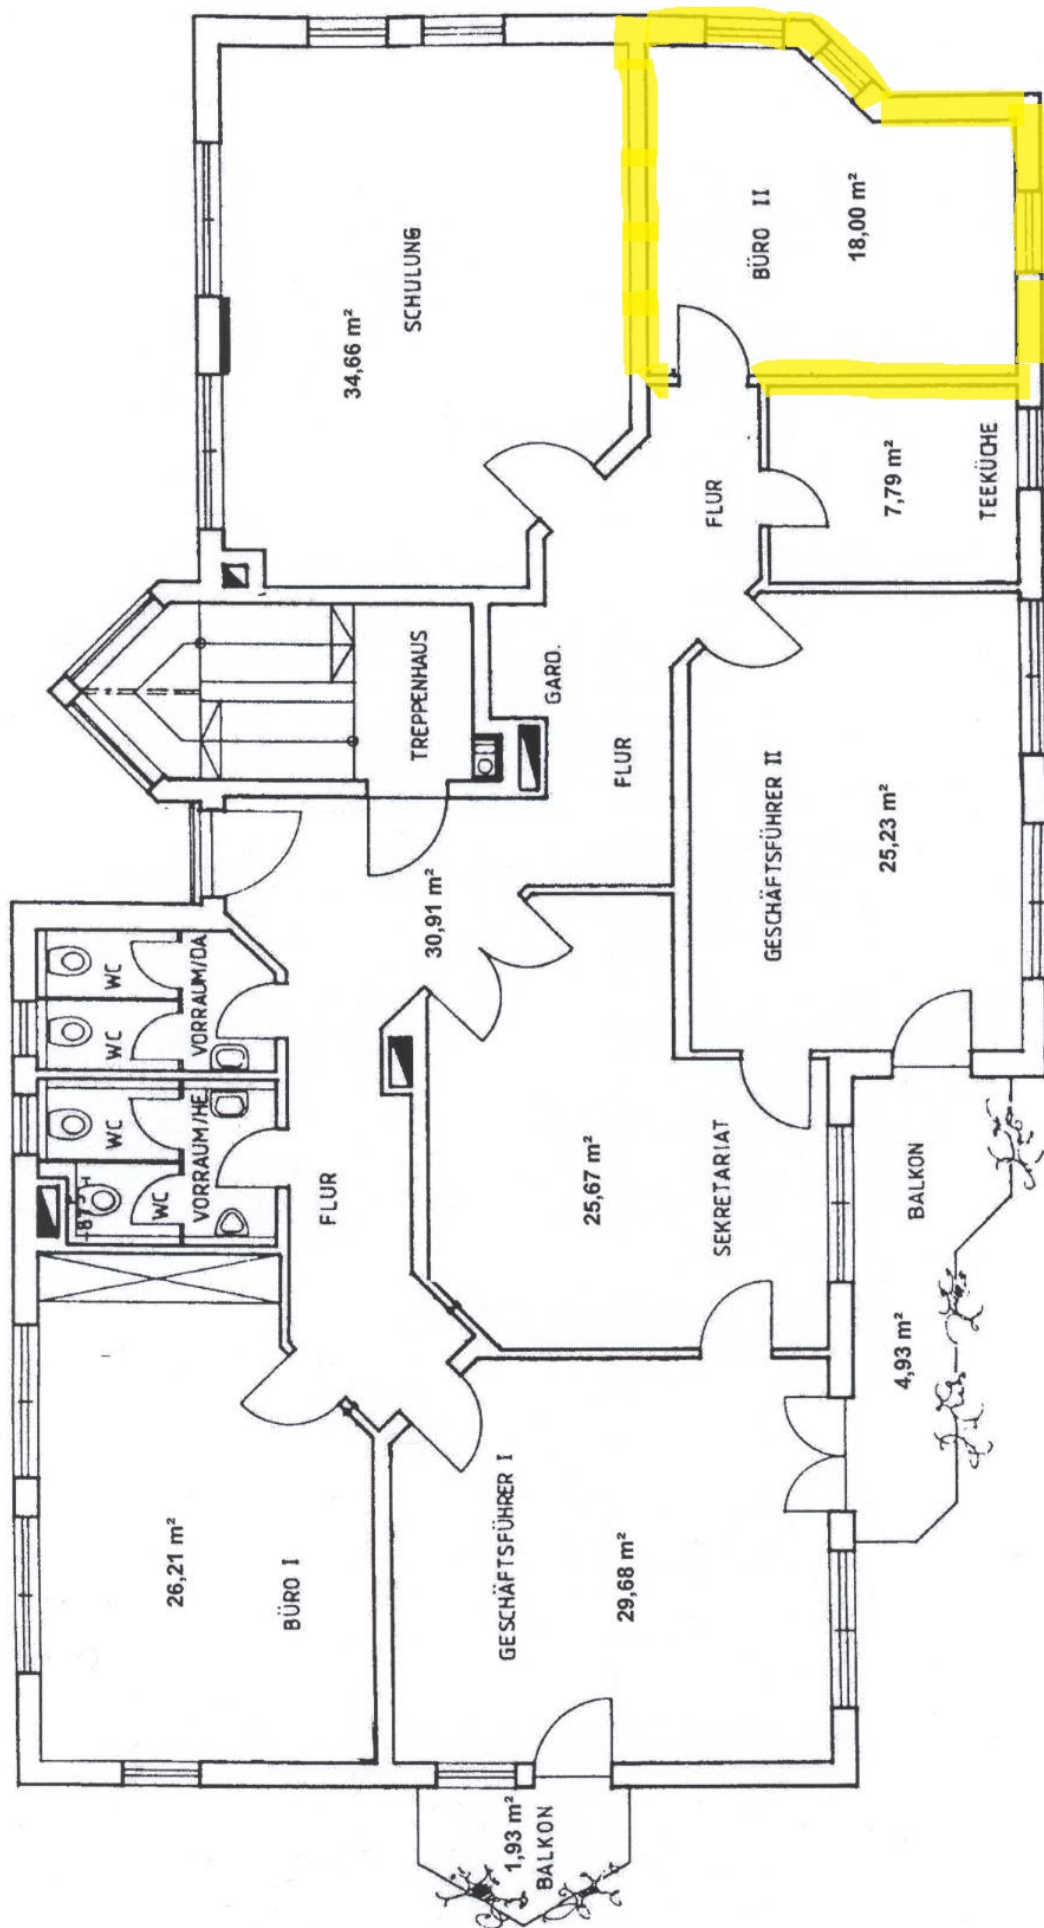 26,21 m²
BÜRO I
WC
WC
WC
WC
VORRAUM/HE.
VORRAUM/DA
FLUR
30,91 m²
TREPPENHAUS
34,66 m²
SCHULUNG
GARD.
FLUR
FLUR
1,93 m²
BALKON
GESCHÄFTSFÜHRER I
29,68 m²
25,67 m²
SEKRETARIAT
GESCHÄFTSFÜHRER II
25,23 m²
BÜRO II
18,00 m²
7,79 m²
TEEKÜCHE
4,93 m²
BALKON